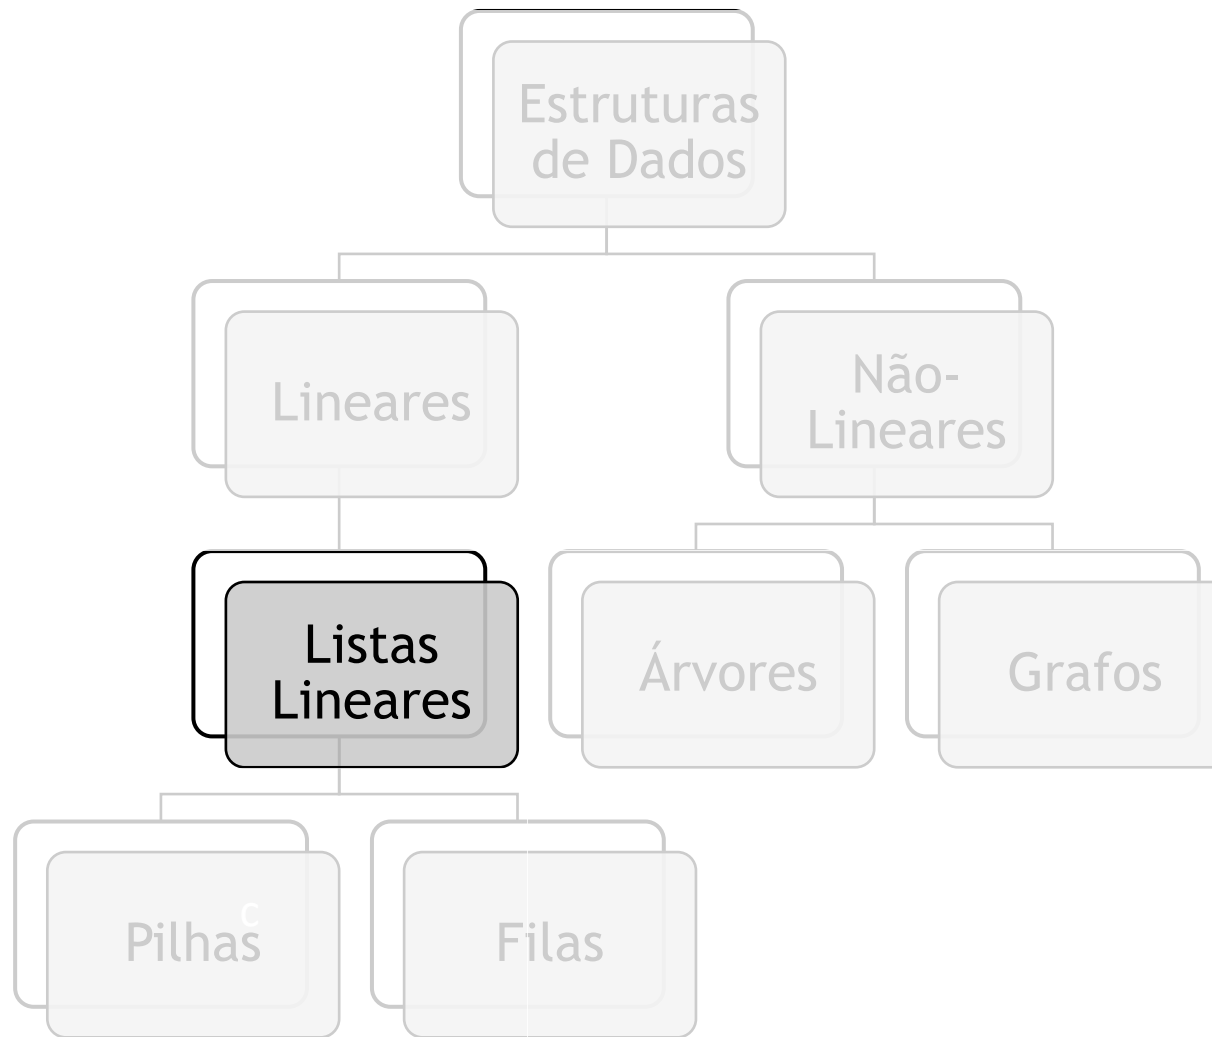 Estruturas
de Dados
Lineares
Não-
Lineares
Listas
Lineares
Árvores
Grafos
c
Pilhas
Filas